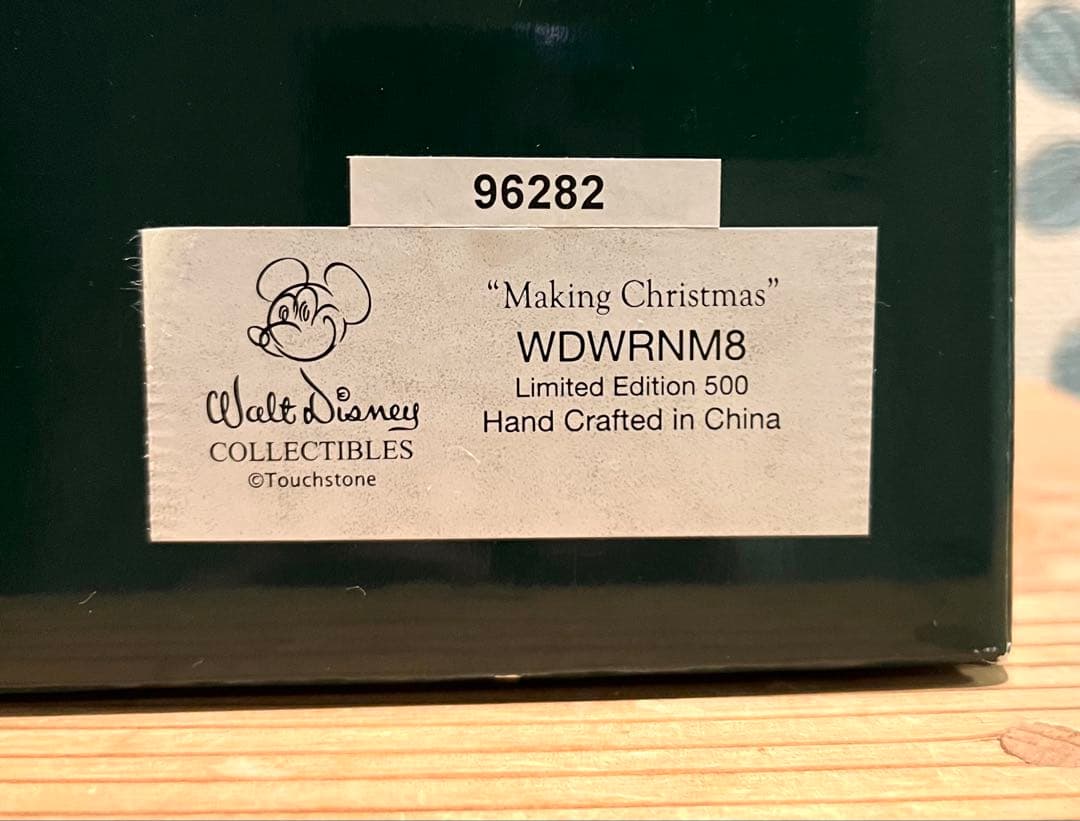 96282
Walt Disney
COLLECTIBLES
©Touchstone
“Making Christmas”
WDWRNM8
Limited Edition 500
Hand Crafted in China